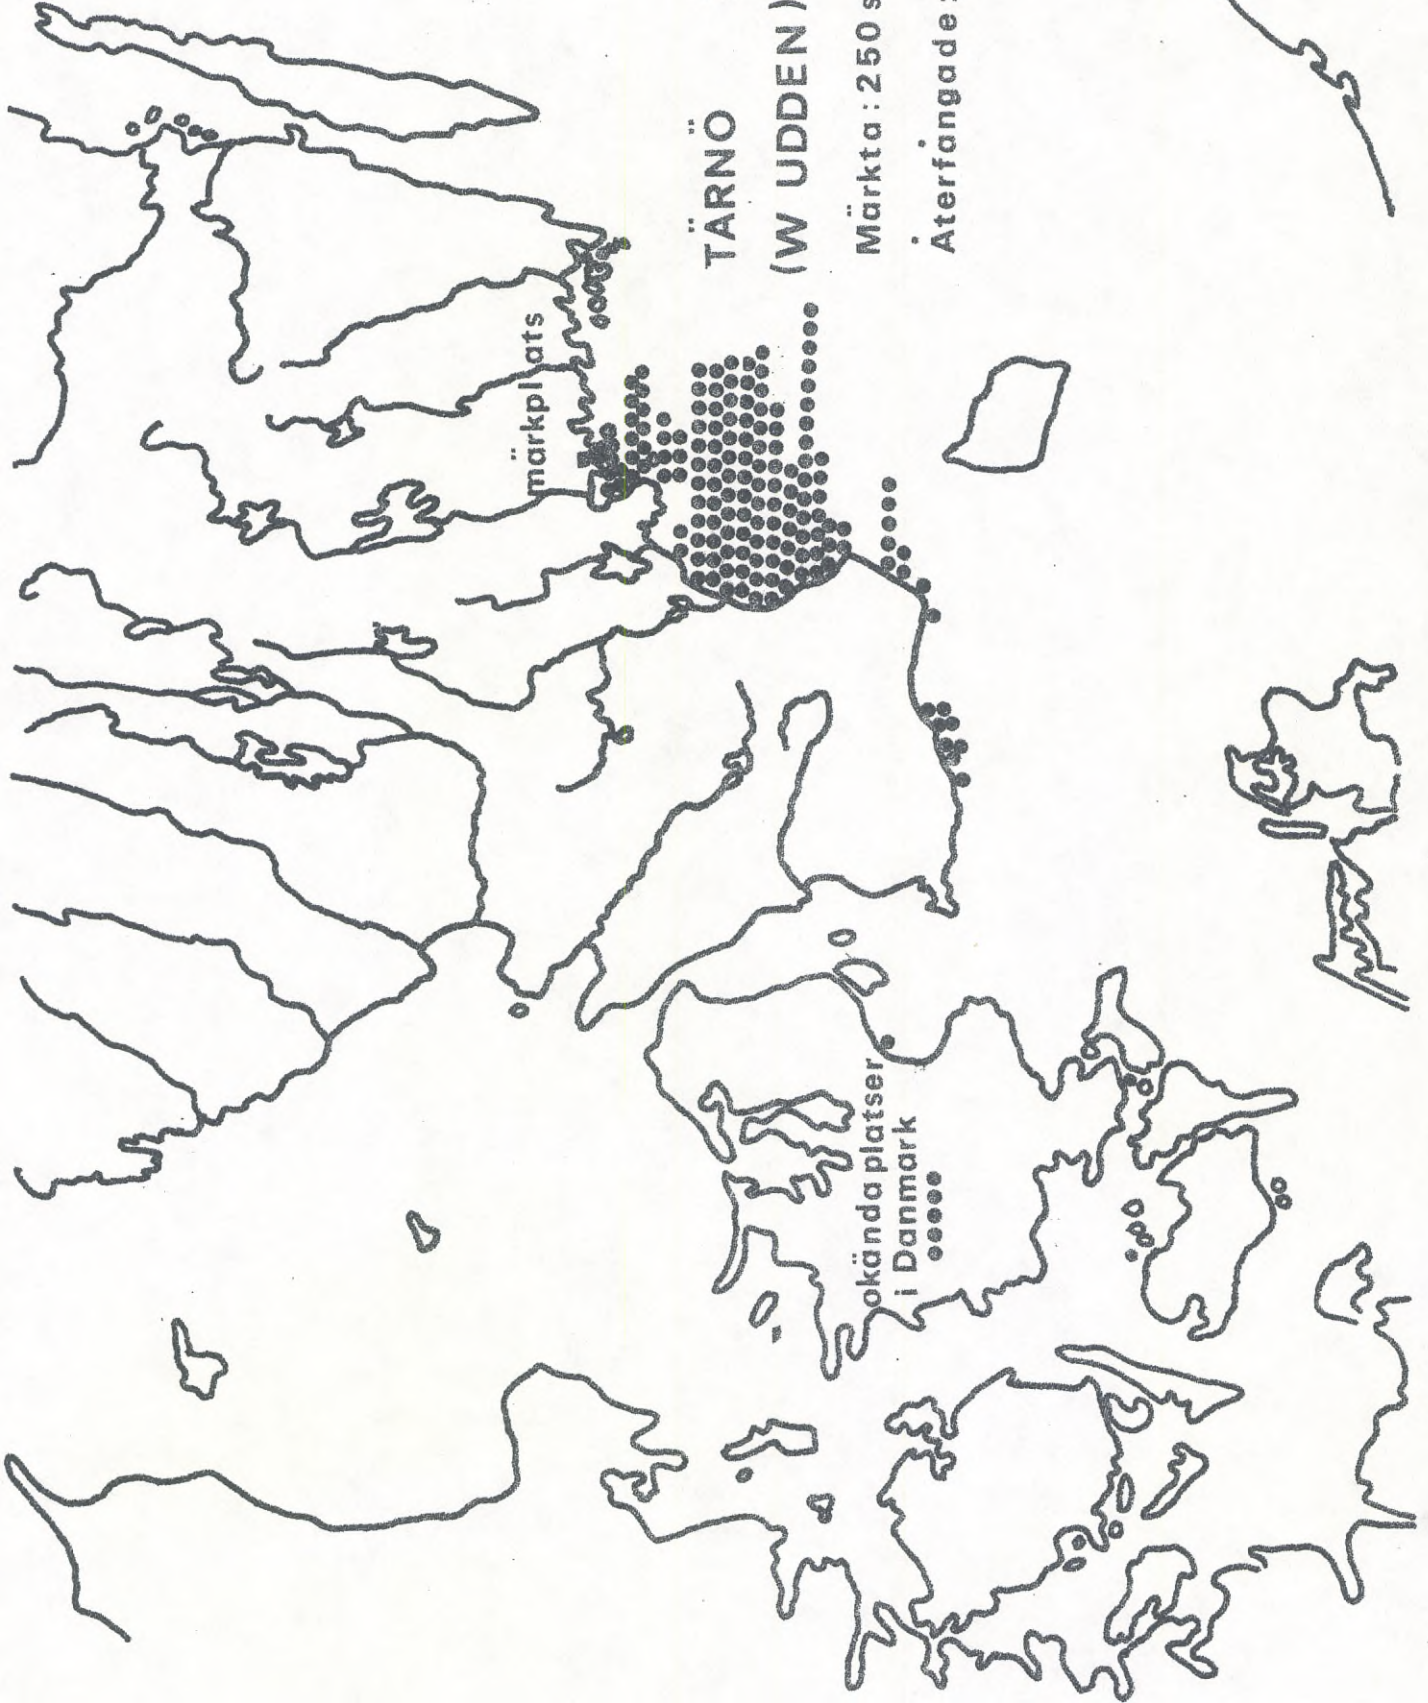 TÄRNÖ
(W UDDEN)
Märkta: 250 s
Återfångade:
märkplats
okända platser
i Danmark